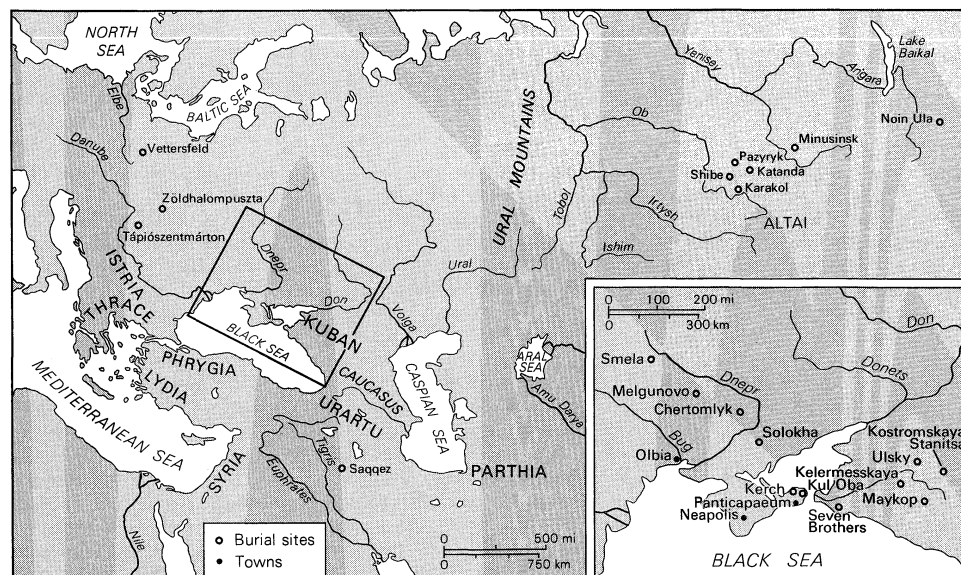 NORTH
SEA
BALTIC SEA
Elbe
Danube
Vettersfeld
Zöldhalompuszta
Tápiószentmárton
ISTRIA
THRACE
PHRYGIA
LYDIA
MEDITERRANEAN SEA
SYRIA
Nile
BLACK SEA
Dnepr
Don
KUBAN
Volga
CAUCASUS
URARTU
CASPIAN
SEA
Tigris
Euphrates
Saqqez
PARTHIA
Ural
URAL MOUNTAINS
Tobol
Ishim
Irtysh
Ob
Yenisey
Angara
Lake
Baikal
Noin Ula
Minusinsk
Pazyryk
Katanda
Shibe
Karakol
ALTAI
ARAL
SEA
Amu Darya
Burial sites
Towns
0 500 mi
0 750 km
0 100 200 mi
0 300 km
Don
Donets
Smela
Dnepr
Melgunovo
Chertomlyk
Bug
Solokha
Olbia
Kostromskaya
Stanitsa
Ulsky
Kelermesskaya
Kerch
Kul'Oba
Maykop
Panticapaeum
Neapolis
Seven
Brothers
BLACK SEA